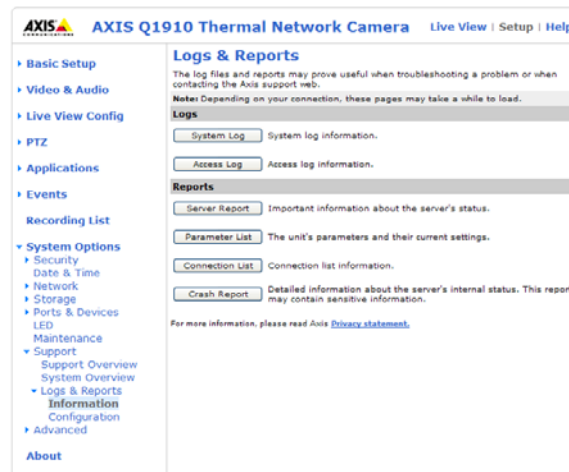 AXIS
COMMUNICATIONS
AXIS Q1910 Thermal Network Camera
Live View | Setup | Help
Basic Setup
Video & Audio
Live View Config
PTZ
Applications
Events
Recording List
System Options
Security
Date & Time
Network
Storage
Ports & Devices
LED
Maintenance
Support
Support Overview
System Overview
Logs & Reports
Information
Configuration
Advanced
About
Logs & Reports
The log files and reports may prove useful when troubleshooting a problem or when
contacting the Axis support web.
Note: Depending on your connection, these pages may take a while to load.
Logs
System Log System log information.
Access Log Access log information.
Reports
Server Report Important information about the server's status.
Parameter List The unit's parameters and their current settings.
Connection List Connection list information.
Crash Report Detailed information about the server's internal status. This repor
may contain sensitive information.
For more information, please read Axis Privacy statement.